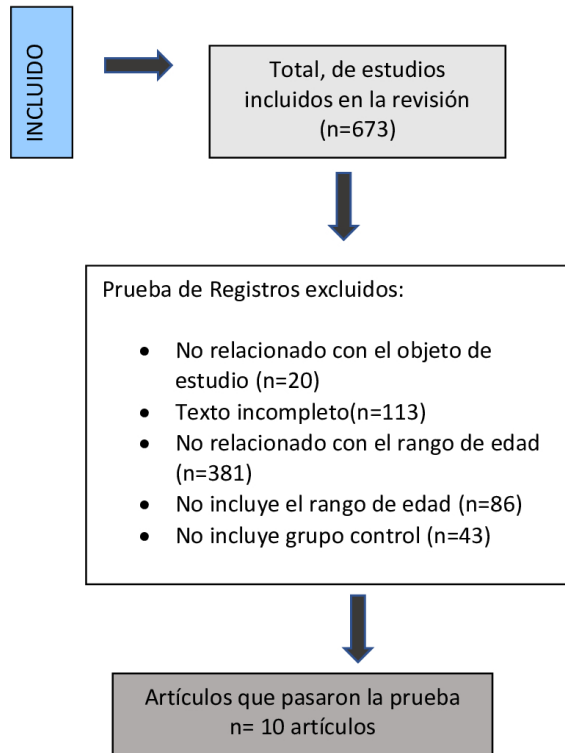 INCLUIDO
Total, de estudios
incluidos en la revisión
(n=673)
Prueba de Registros excluidos:
• No relacionado con el objeto de
estudio (n=20)
• Texto incompleto(n=113)
• No relacionado con el rango de edad
(n=381)
• No incluye el rango de edad (n=86)
• No incluye grupo control (n=43)
Artículos que pasaron la prueba
n= 10 artículos